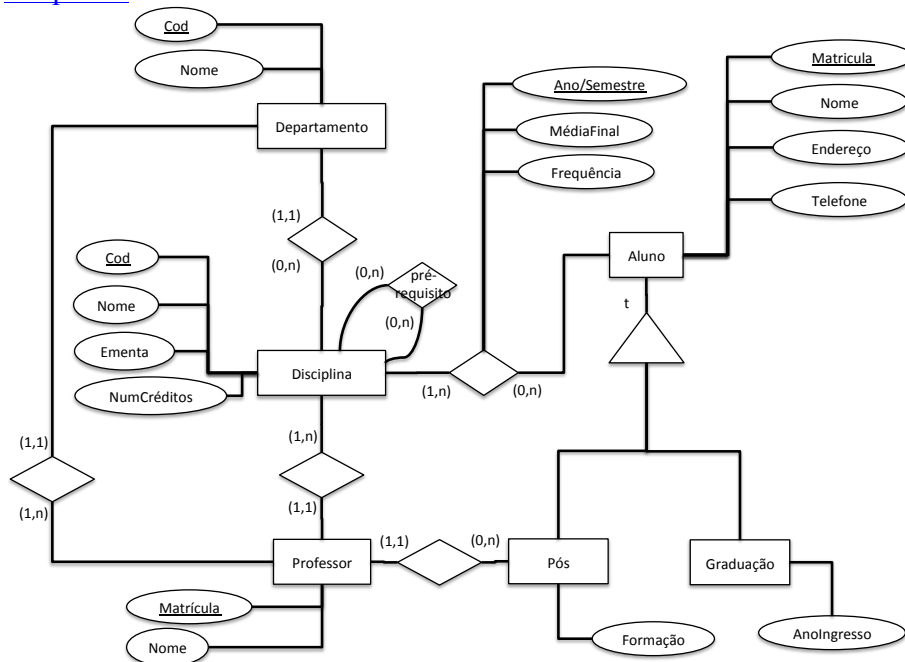 Cod
Nome
Departamento
Ano/Semestre
MédiaFinal
Frequência
Matricula
Nome
Endereço
Telefone
(1,1)
(0,n)
Aluno
t
Cod
Nome
Ementa
NumCréditos
(0,n)
pré-
requisito
(0,n)
Disciplina
(1,n)
(0,n)
(1,n)
(1,1)
(1,1)
(1,n)
Professor
(1,1)
(0,n)
Pós
Graduação
Matrícula
Nome
Formação
AnoIngresso